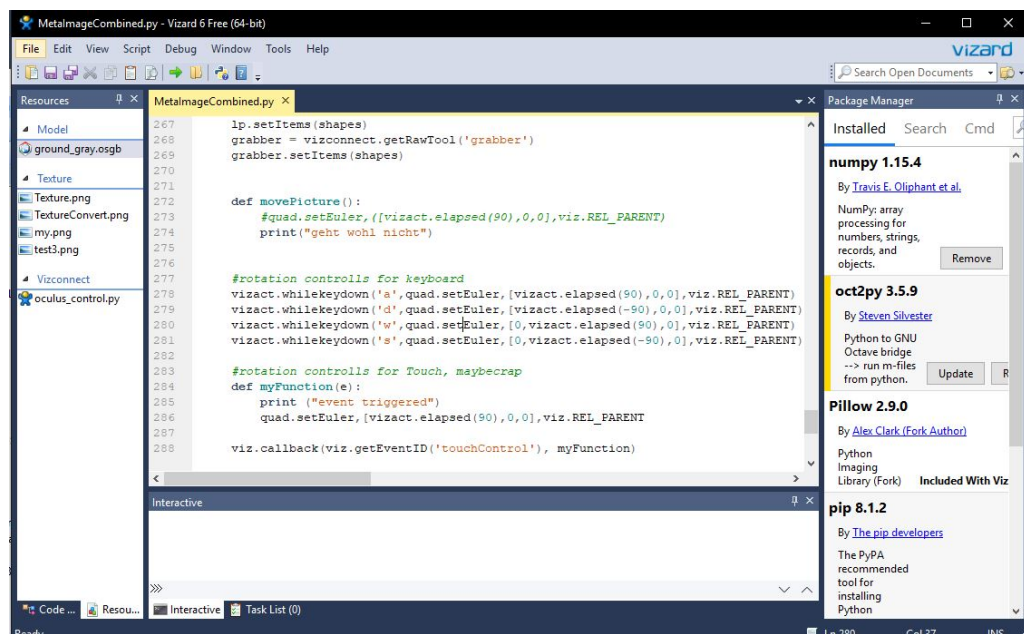 MetaImageCombined.py - Vizard 6 Free (64-bit)
File Edit View Script Debug Window Tools Help
vizard
Search Open Documents
Resources
Model
ground_gray.osgb
Texture
Texture.png
TextureConvert.png
my.png
test3.png
Vizconnect
oculus_control.py
Code ... Resou...
MetaImageCombined.py
267 lp.setItems(shapes)
268 grabber = vizconnect.getRawTool('grabber')
269 grabber.setItems(shapes)
270
271
272 def movePicture():
273 #quad.setEuler,([vizact.elapsed(90),0,0],viz.REL_PARENT)
274 print("geht wohl nicht")
275
276
277 #rotation controlls for keyboard
278 vizact.whilekeydown('a',quad.setEuler,[vizact.elapsed(90),0,0],viz.REL_PARENT)
279 vizact.whilekeydown('d',quad.setEuler,[vizact.elapsed(-90),0,0],viz.REL_PARENT)
280 vizact.whilekeydown('w',quad.setEuler,[0,vizact.elapsed(90),0],viz.REL_PARENT)
281 vizact.whilekeydown('s',quad.setEuler,[0,vizact.elapsed(-90),0],viz.REL_PARENT)
282
283 #rotation controlls for Touch, maybecrap
284 def myFunction(e):
285 print ("event triggered")
286 quad.setEuler,[vizact.elapsed(90),0,0],viz.REL_PARENT
287
288 viz.callback(viz.getEventID('touchControl'), myFunction)
Interactive
>>>
Interactive Task List (0)
Package Manager
Installed Search Cmd
numpy 1.15.4
By Travis E. Oliphant et al.
NumPy: array
processing for
numbers, strings,
records, and
objects.
Remove
oct2py 3.5.9
By Steven Silvester
Python to GNU
Octave bridge
--> run m-files
from python.
Update R
Pillow 2.9.0
By Alex Clark (Fork Author)
Python
Imaging
Library (Fork) Included With Viz
pip 8.1.2
By The pip developers
The PyPA
recommended
tool for
installing
Python
Ready
Ln 280 Col 37 INS